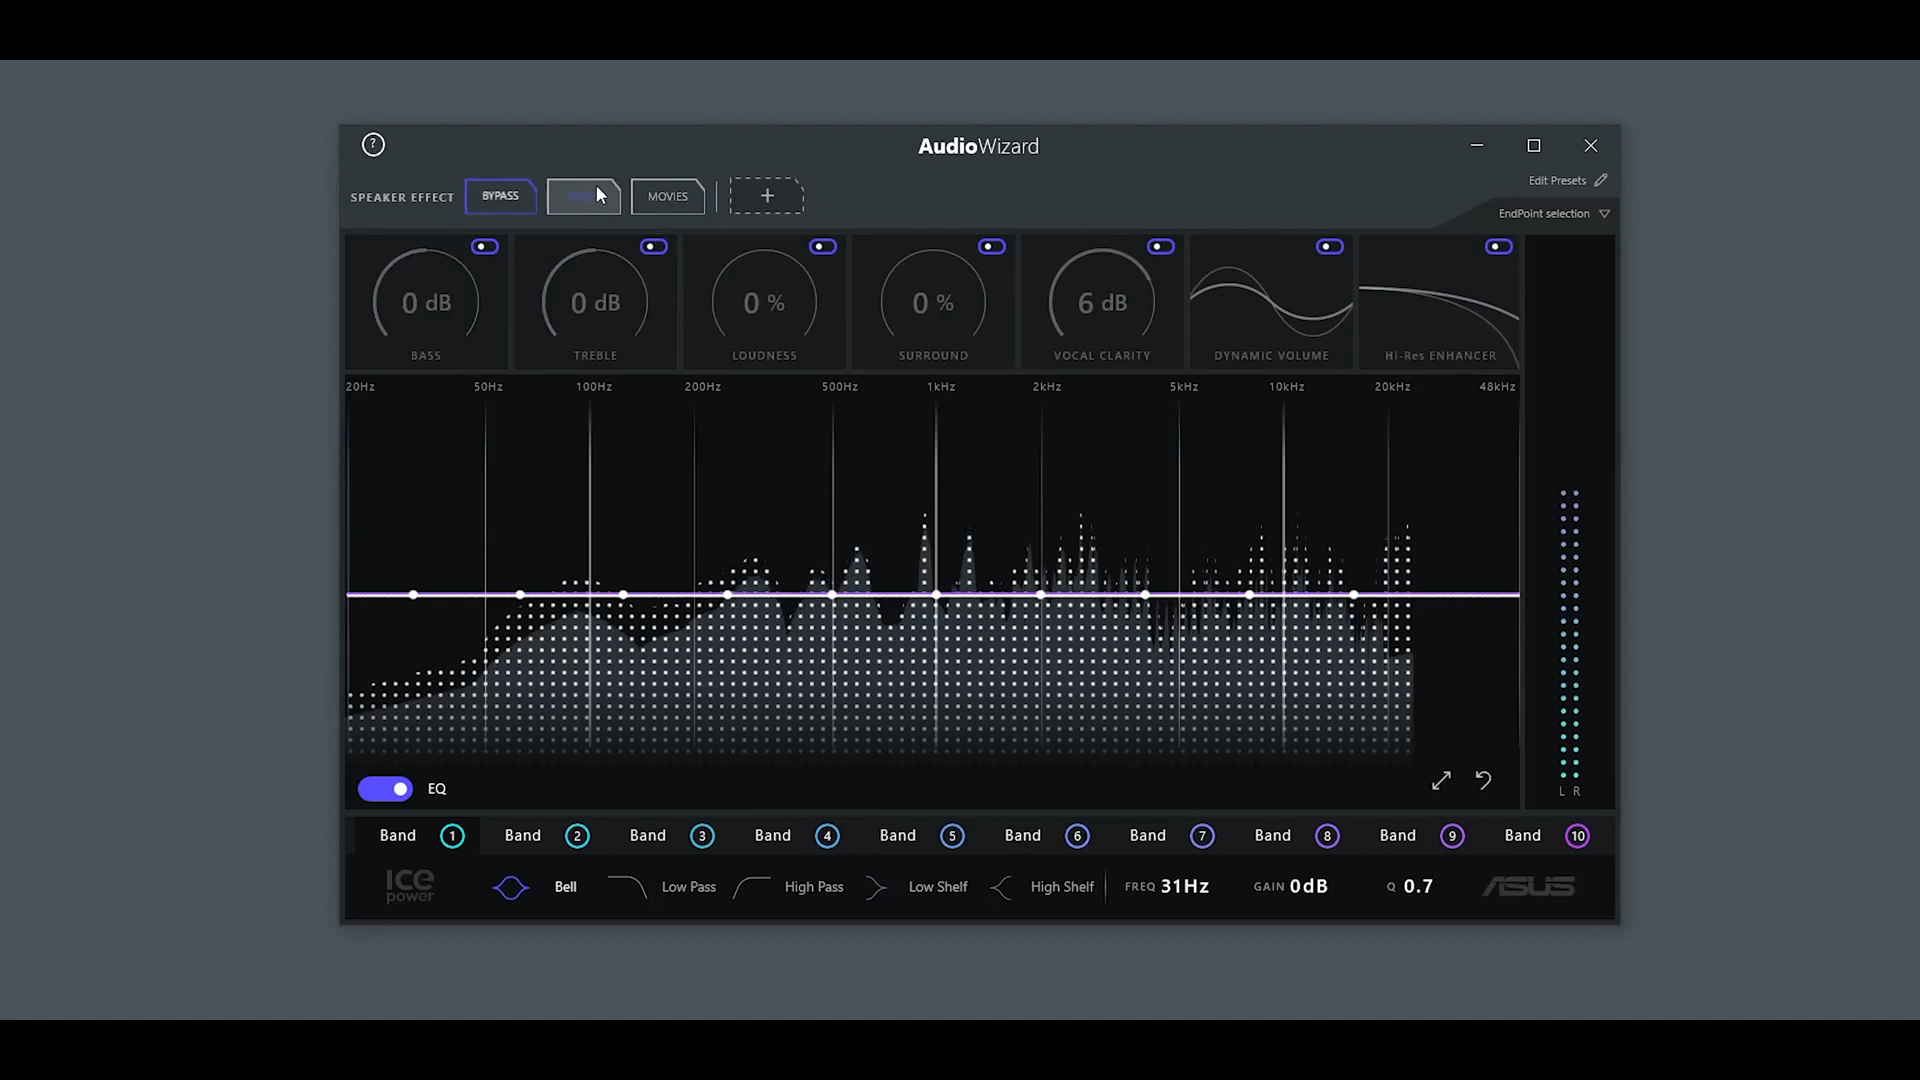 ?
AudioWizard
Edit Presets
SPEAKER EFFECT BYPASS MOVIES +
EndPoint selection
0 dB 0 dB 0 % 0 % 6 dB
BASS TREBLE LOUDNESS SURROUND VOCAL CLARITY DYNAMIC VOLUME Hi-Res ENHANCER
20Hz 50Hz 100Hz 200Hz 500Hz 1kHz 2kHz 5kHz 10kHz 20kHz 48kHz
EQ
L R
Band 1 Band 2 Band 3 Band 4 Band 5 Band 6 Band 7 Band 8 Band 9 Band 10
ICE power Bell Low Pass High Pass Low Shelf High Shelf FREQ 31Hz GAIN 0dB Q 0.7 ASUS